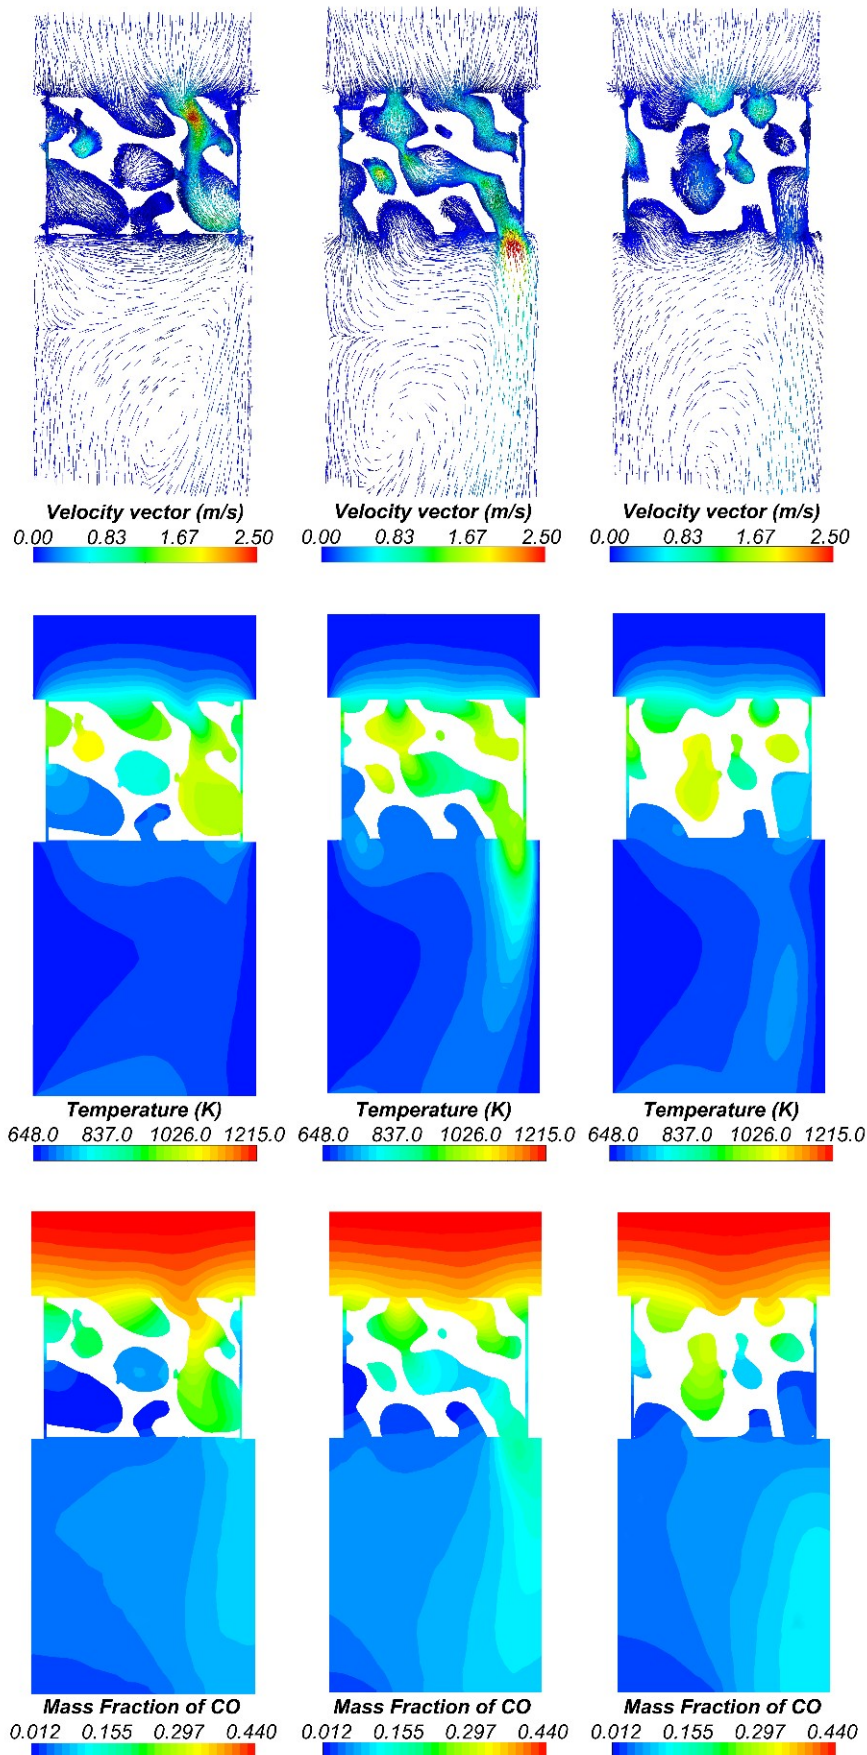 Velocity vector (m/s) Velocity vector (m/s) Velocity vector (m/s)
0.00 0.83 1.67 2.50 0.00 0.83 1.67 2.50 0.00 0.83 1.67 2.50
Temperature (K) Temperature (K) Temperature (K)
648.0 837.0 1026.0 1215.0 648.0 837.0 1026.0 1215.0 648.0 837.0 1026.0 1215.0
Mass Fraction of CO Mass Fraction of CO Mass Fraction of CO
0.012 0.155 0.297 0.440 0.012 0.155 0.297 0.440 0.012 0.155 0.297 0.440